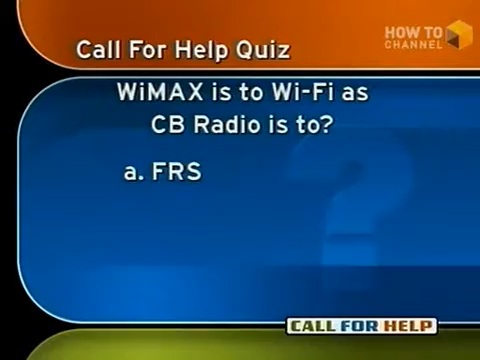 HOW TO
CHANNEL
Call For Help Quiz
WiMAX is to Wi-Fi as
CB Radio is to?
a. FRS
CALL FOR HELP